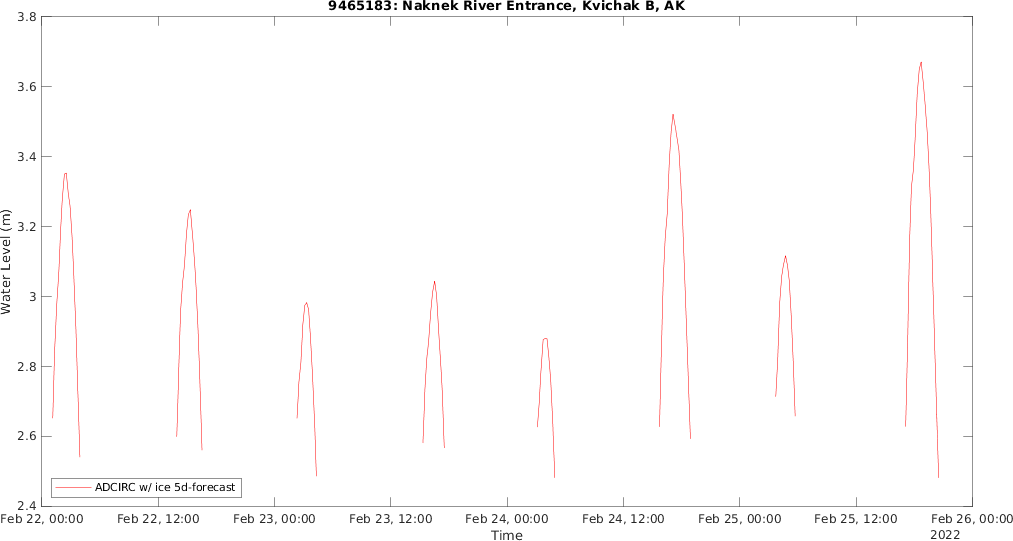 9465183: Naknek River Entrance, Kvichak B, AK
Water Level (m)
3.8
3.6
3.4
3.2
3
2.8
2.6
2.4
ADCIRC w/ ice 5d-forecast
Feb 22, 00:00 Feb 22, 12:00 Feb 23, 00:00 Feb 23, 12:00 Feb 24, 00:00 Feb 24, 12:00 Feb 25, 00:00 Feb 25, 12:00 Feb 26, 00:00
Time
2022